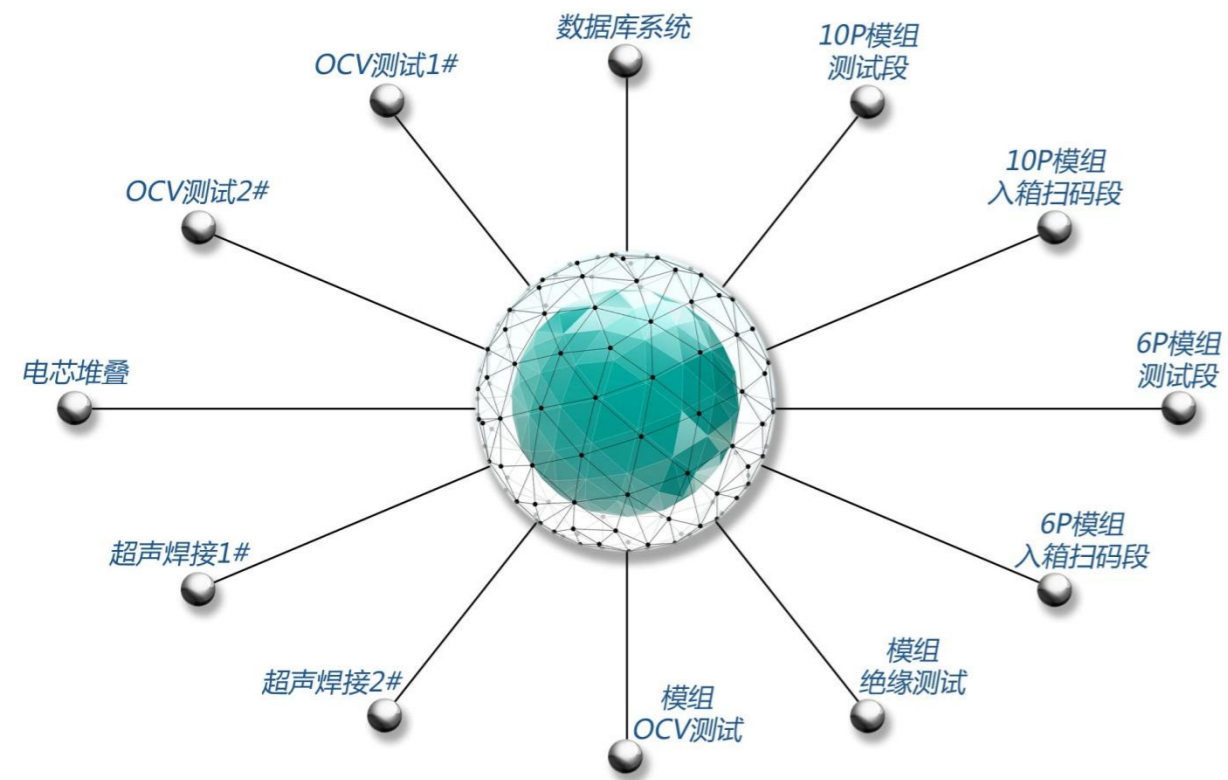 数据库系统
10P模组
测试段
OCV测试1#
10P模组
入箱扫码段
OCV测试2#
6P模组
测试段
电芯堆叠
6P模组
入箱扫码段
超声焊接1#
模组
绝缘测试
超声焊接2#
模组
OCV测试